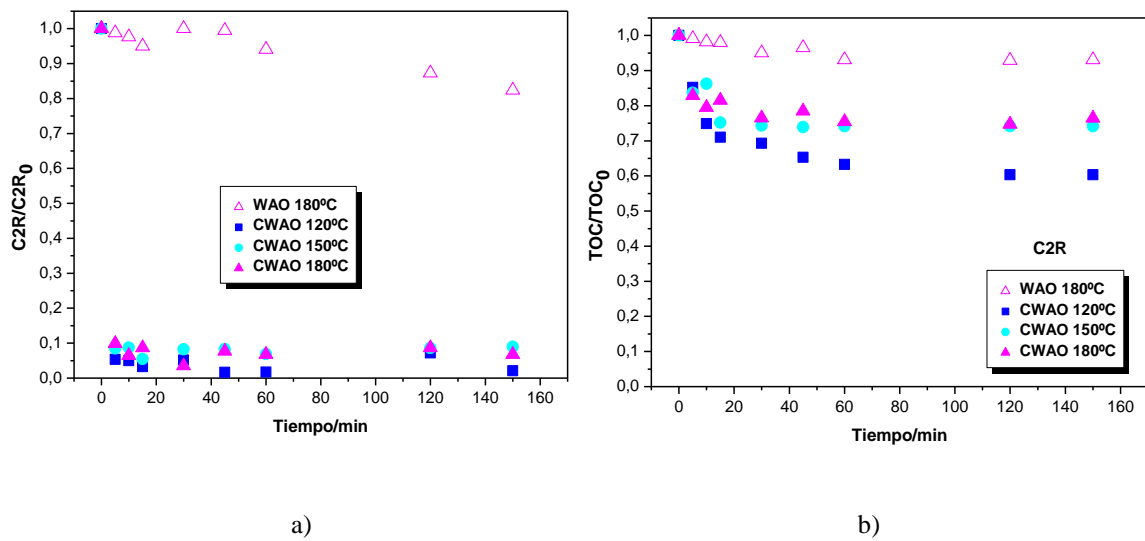 1,0
0,9
0,8
0,7
0,6
0,5
0,4
0,3
0,2
0,1
0,0
C2R/C2R0
WAO 180ºC
CWAO 120ºC
CWAO 150ºC
CWAO 180ºC
0 20 40 60 80 100 120 140 160
Tiempo/min
a)
1,0
0,9
0,8
0,7
0,6
0,5
0,4
0,3
0,2
0,1
0,0
TOC/TOC0
C2R
WAO 180ºC
CWAO 120ºC
CWAO 150ºC
CWAO 180ºC
0 20 40 60 80 100 120 140 160
Tiempo/min
b)